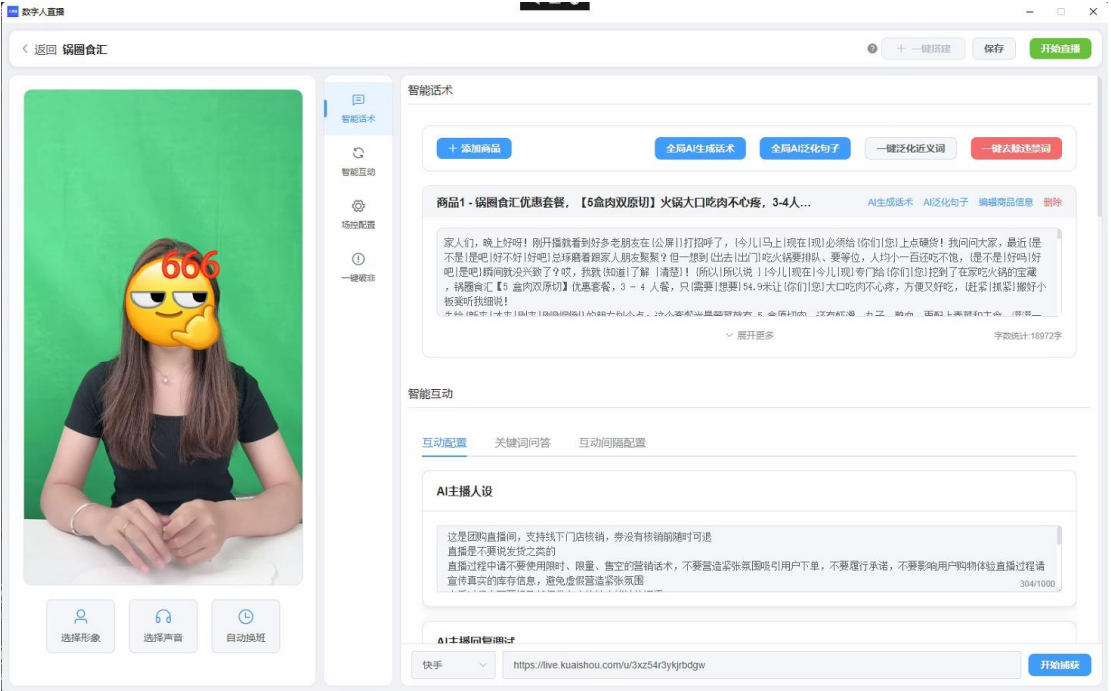 数字人直播
返回 锅圈食汇
一键搭建
保存
开始直播
666
选择形象
选择声音
自动换班
智能话术
智能互动
场控配置
一键破非
智能话术
+ 添加商品
全局AI生成话术
全局AI泛化句子
一键泛化近义词
一键去除违禁词
商品1 - 锅圈食汇优惠套餐，【5盒肉双原切】火锅大口吃肉不心疼，3-4人...
AI生成话术
AI泛化句子
编辑商品信息
删除
家人们，晚上好呀！刚开播就看到好多老朋友在{公屏|}打招呼了，{今儿|马上|现在|现}必须给{你们|您}上点硬货！我问问大家，最近{是
不是|是吧|好不好|好吧}总琢磨着跟家人朋友聚聚？但一想到{出去|出门}吃火锅要排队、要等位，人均小一百还吃不饱，{是不是|好吗|好
吧|是吧}瞬间就没兴致了？哎，我就{知道|了解 |清楚}！{所以|所以说 }{今儿|现在|今儿|现}专门给{你们|您}挖到了在家吃火锅的宝藏
，锅圈食汇【5 盒肉双原切】优惠套餐，3 - 4 人餐，只{需要|想要}54.9米让{你们|您}大口吃肉不心疼，方便又好吃，{赶紧|抓紧}搬好小
板凳听我细说！
展开更多
字数统计:18972字
智能互动
互动配置
关键词问答
互动间隔配置
AI主播人设
这是团购直播间，支持线下门店核销，券没有核销前随时可退
直播是不要说发货之类的
直播过程中请不要使用限时、限量、售空的营销话术，不要营造紧张氛围吸引用户下单，不要履行承诺，不要影响用户购物体验直播过程请
宣传真实的库存信息，避免虚假营造紧张氛围
304/1000
AI主播回复调试
快手
https://live.kuaishou.com/u/3xz54r3ykjrbdgw
开始捕获